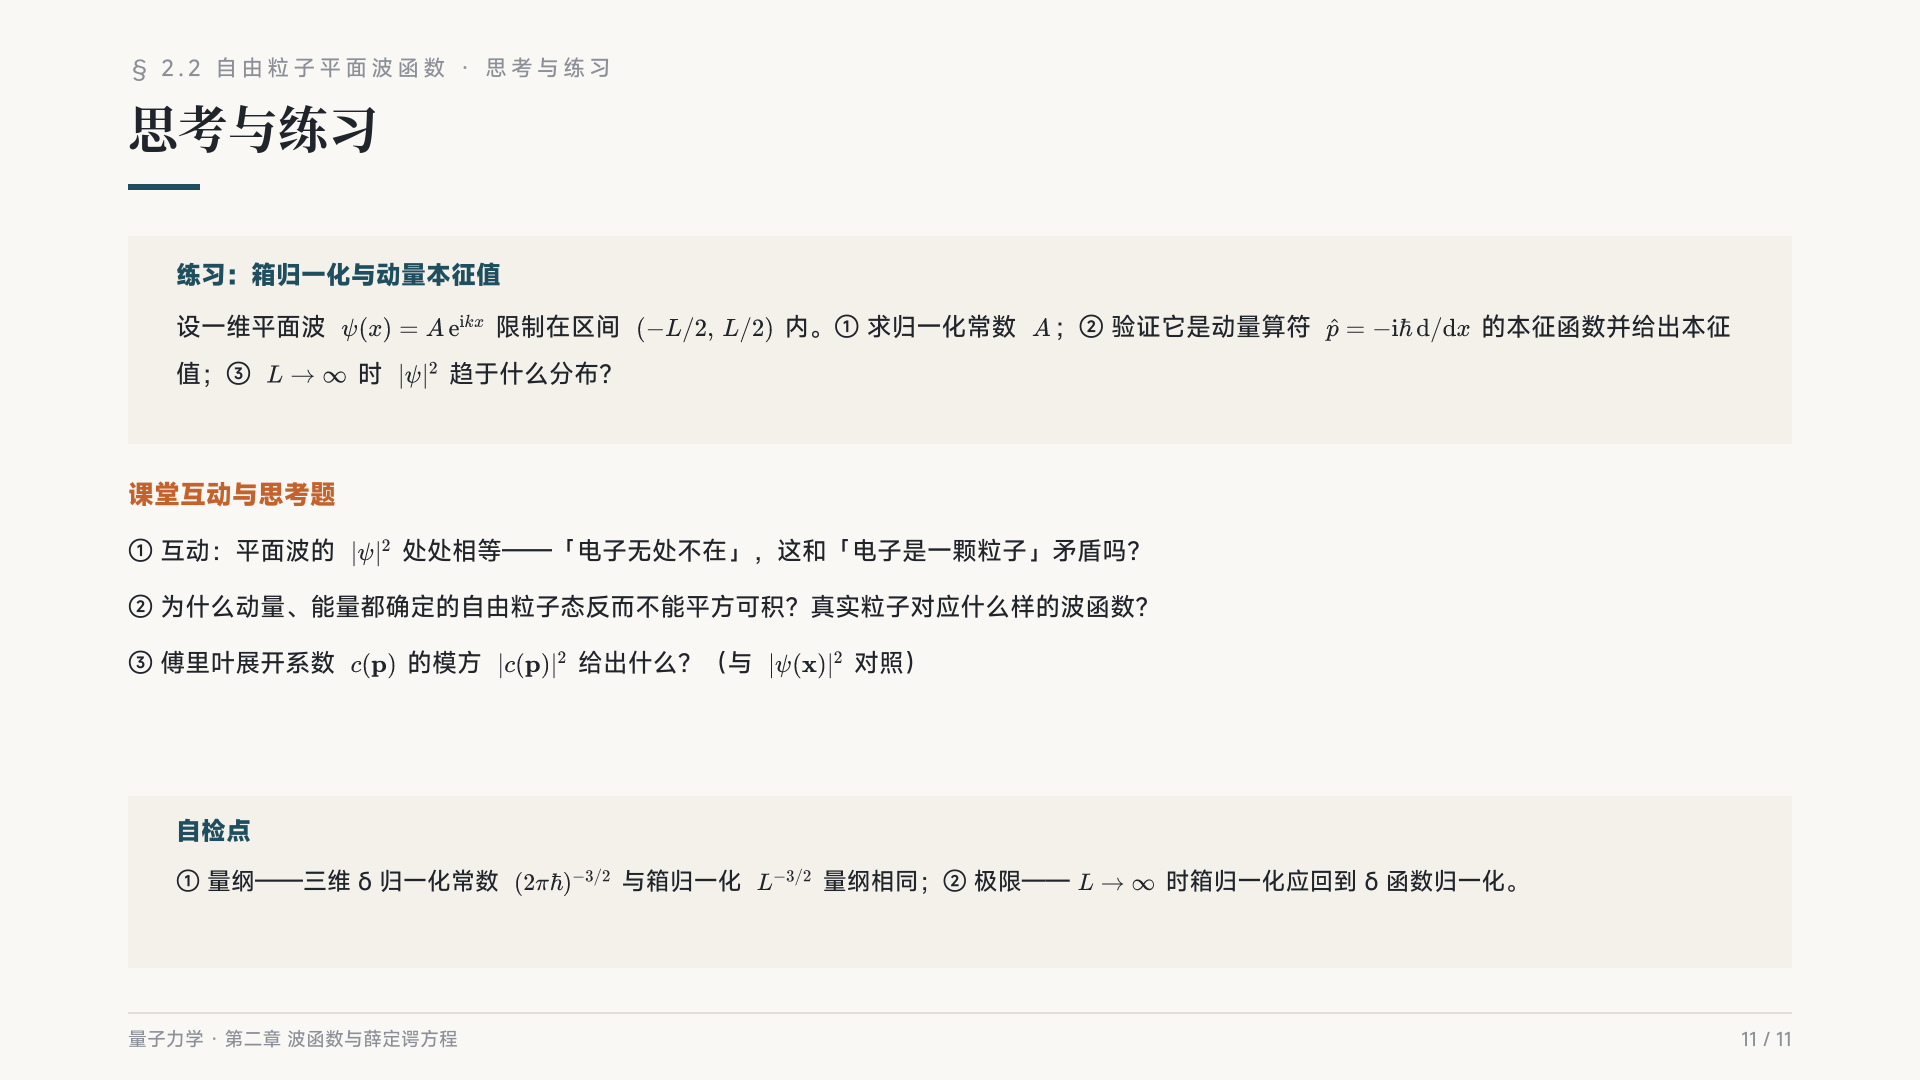 § 2.2 自由粒子平面波函数 · 思考与练习
思考与练习
练习：箱归一化与动量本征值
设一维平面波 ψ(x) = A e^{ikx} 限制在区间 (−L/2, L/2) 内。① 求归一化常数 A；② 验证它是动量算符 p̂ = −iħ d/dx 的本征函数并给出本征
值；③ L → ∞ 时 |ψ|² 趋于什么分布？
课堂互动与思考题
① 互动：平面波的 |ψ|² 处处相等——「电子无处不在」，这和「电子是一颗粒子」矛盾吗？
② 为什么动量、能量都确定的自由粒子态反而不能平方可积？真实粒子对应什么样的波函数？
③ 傅里叶展开系数 c(𝐩) 的模方 |c(𝐩)|² 给出什么？（与 |ψ(𝐱)|² 对照）
自检点
① 量纲——三维 δ 归一化常数 (2πħ)^{−3/2} 与箱归一化 L^{−3/2} 量纲相同；② 极限—— L → ∞ 时箱归一化应回到 δ 函数归一化。
量子力学 · 第二章 波函数与薛定谔方程
11 / 11